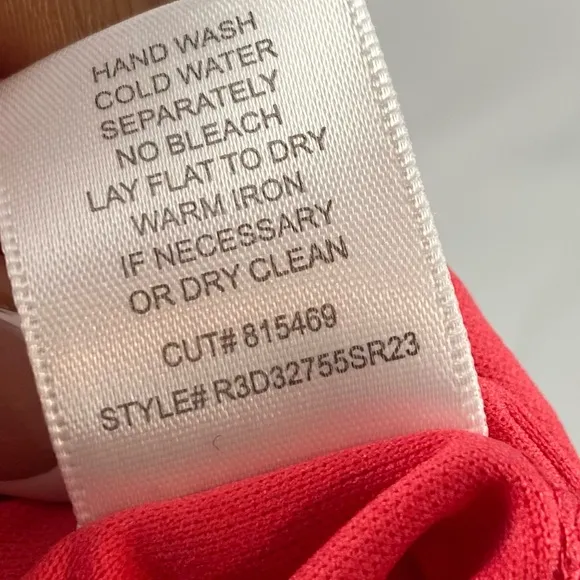 HAND WASH
COLD WATER
SEPARATELY
NO BLEACH
LAY FLAT TO DRY
WARM IRON
IF NECESSARY
OR DRY CLEAN
CUT# 815469
STYLE# R3D32755SR23